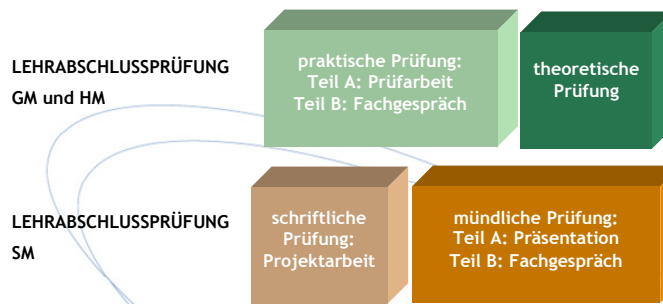 LEHRABSCHLUSSPRÜFUNG
GM und HM
praktische Prüfung:
Teil A: Prüfarbeit
Teil B: Fachgespräch
theoretische
Prüfung
LEHRABSCHLUSSPRÜFUNG
SM
schriftliche
Prüfung:
Projektarbeit
mündliche Prüfung:
Teil A: Präsentation
Teil B: Fachgespräch